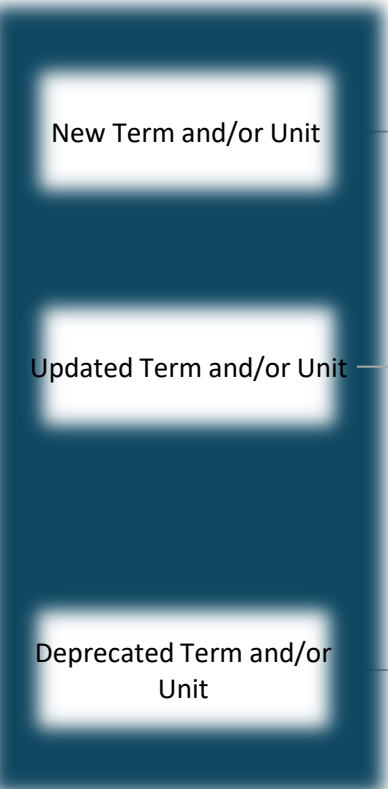 New Term and/or Unit
Updated Term and/or Unit
Deprecated Term and/or
Unit